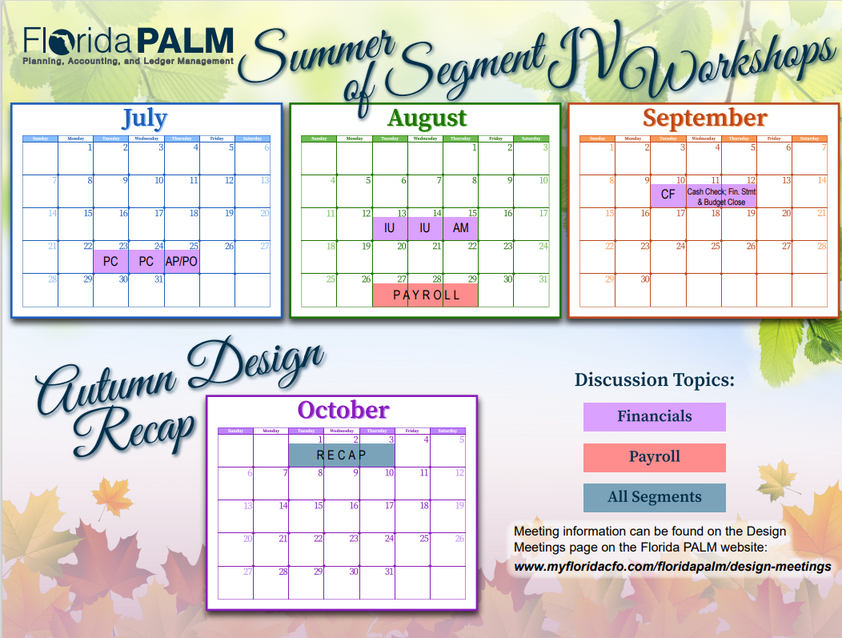 Florida PALM
Planning, Accounting, and Ledger Management
Summer of Segment IV Workshops
July
Sunday Monday Tuesday Wednesday Thursday Friday Saturday
1 2 3 4 5 6
7 8 9 10 11 12 13
14 15 16 17 18 19 20
21 22 23 24 25 26 27
PC PC AP/PO
28 29 30 31
August
Sunday Monday Tuesday Wednesday Thursday Friday Saturday
1 2 3
4 5 6 7 8 9 10
11 12 13 14 15 16 17
IU IU AM
18 19 20 21 22 23 24
25 26 27 28 29 30 31
PAYROLL
September
Sunday Monday Tuesday Wednesday Thursday Friday Saturday
1 2 3 4 5 6 7
8 9 10 11 12 13 14
CF Cash Check; Fin. Stmt
& Budget Close
15 16 17 18 19 20 21
22 23 24 25 26 27 28
29 30
Autumn Design
Recap
October
Sunday Monday Tuesday Wednesday Thursday Friday Saturday
1 2 3 4 5
RECAP
6 7 8 9 10 11 12
13 14 15 16 17 18 19
20 21 22 23 24 25 26
27 28 29 30 31
Discussion Topics:
Financials
Payroll
All Segments
Meeting information can be found on the Design
Meetings page on the Florida PALM website:
www.myfloridacfo.com/floridapalm/design-meetings